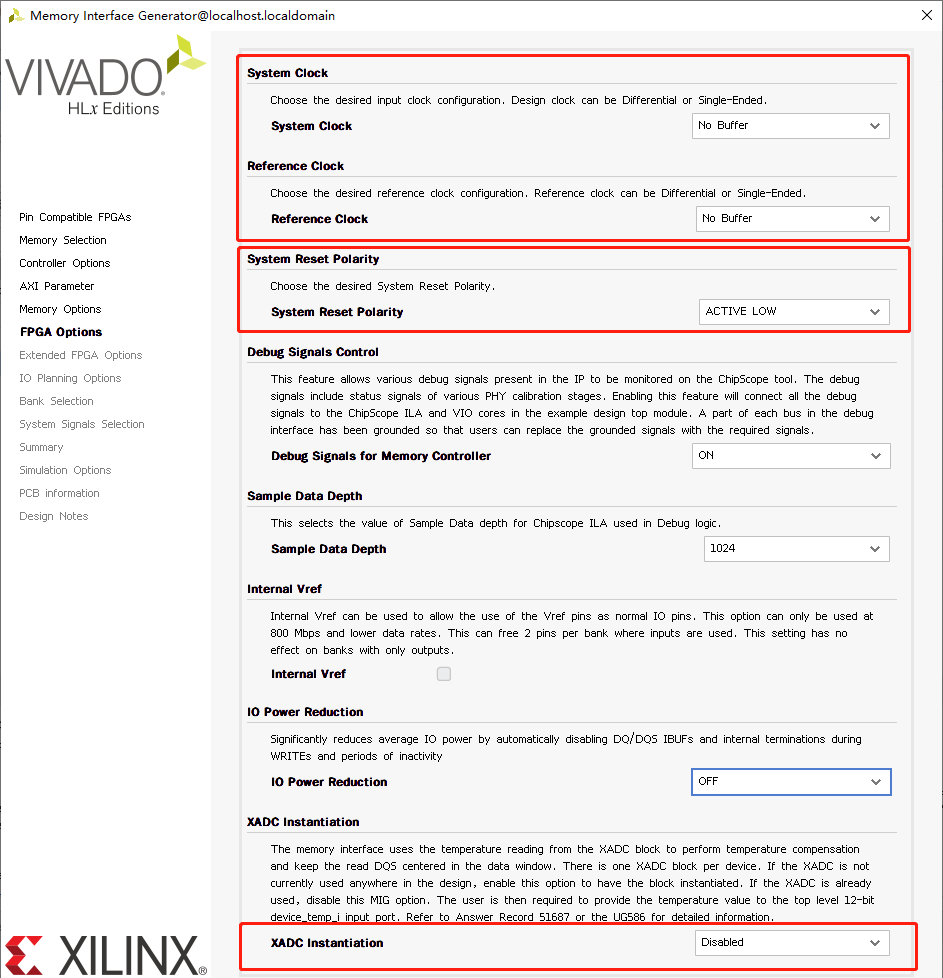 Memory Interface Generator@localhost.localdomain
VIVADO.
HLx Editions
Pin Compatible FPGAs
Memory Selection
Controller Options
AXI Parameter
Memory Options
FPGA Options
Extended FPGA Options
IO Planning Options
Bank Selection
System Signals Selection
Summary
Simulation Options
PCB information
Design Notes
XILINX®
System Clock
Choose the desired input clock configuration. Design clock can be Differential or Single-Ended.
System Clock No Buffer
Reference Clock
Choose the desired reference clock configuration. Reference clock can be Differential or Single-Ended.
Reference Clock No Buffer
System Reset Polarity
Choose the desired System Reset Polarity.
System Reset Polarity ACTIVE LOW
Debug Signals Control
This feature allows various debug signals present in the IP to be monitored on the ChipScope tool. The debug
signals include status signals of various PHY calibration stages. Enabling this feature will connect all the debug
signals to the ChipScope ILA and VIO cores in the example design top module. A part of each bus in the debug
interface has been grounded so that users can replace the grounded signals with the required signals.
Debug Signals for Memory Controller ON
Sample Data Depth
This selects the value of Sample Data depth for Chipscope ILA used in Debug logic.
Sample Data Depth 1024
Internal Vref
Internal Vref can be used to allow the use of the Vref pins as normal IO pins. This option can only be used at
800 Mbps and lower data rates. This can free 2 pins per bank where inputs are used. This setting has no
effect on banks with only outputs.
Internal Vref
IO Power Reduction
Significantly reduces average IO power by automatically disabling DQ/DQS IBUFs and internal terminations during
WRITEs and periods of inactivity
IO Power Reduction OFF
XADC Instantiation
The memory interface uses the temperature reading from the XADC block to perform temperature compensation
and keep the read DQS centered in the data window. There is one XADC block per device. If the XADC is not
currently used anywhere in the design, enable this option to have the block instantiated. If the XADC is already
used, disable this MIG option. The user is then required to provide the temperature value to the top level 12-bit
device_temp_i input port. Refer to Answer Record 51687 or the UG586 for detailed information.
XADC Instantiation Disabled